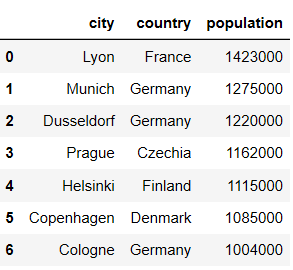 city country population
0 Lyon France 1423000
1 Munich Germany 1275000
2 Dusseldorf Germany 1220000
3 Prague Czechia 1162000
4 Helsinki Finland 1115000
5 Copenhagen Denmark 1085000
6 Cologne Germany 1004000